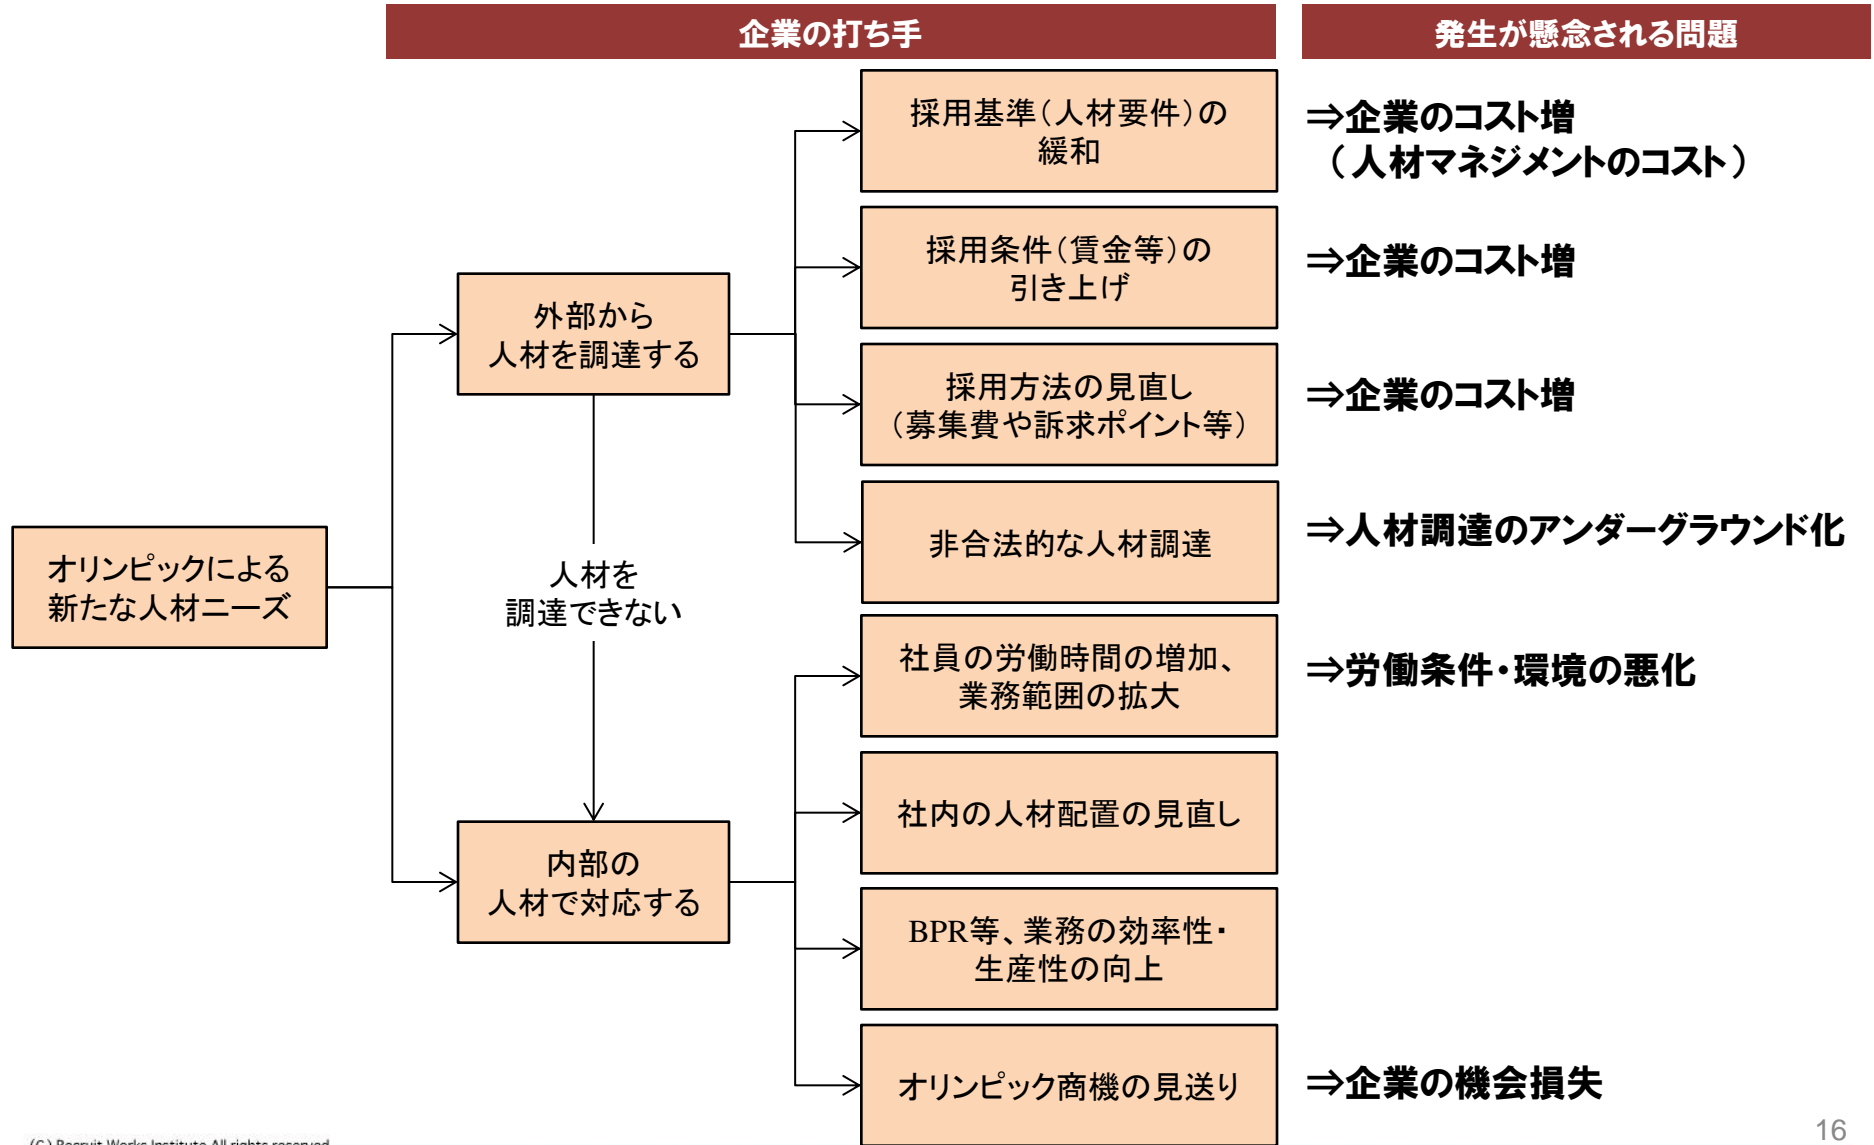 企業の打ち手
発生が懸念される問題
採用基準（人材要件）の
緩和
⇒企業のコスト増
（人材マネジメントのコスト）
採用条件（賃金等）の
引き上げ
⇒企業のコスト増
外部から
人材を調達する
採用方法の見直し
（募集費や訴求ポイント等）
⇒企業のコスト増
非合法的な人材調達
⇒人材調達のアンダーグラウンド化
オリンピックによる
新たな人材ニーズ
人材を
調達できない
社員の労働時間の増加、
業務範囲の拡大
⇒労働条件・環境の悪化
社内の人材配置の見直し
内部の
人材で対応する
BPR等、業務の効率性・
生産性の向上
オリンピック商機の見送り
⇒企業の機会損失
(C) Recruit Works Institute All rights reserved.
16